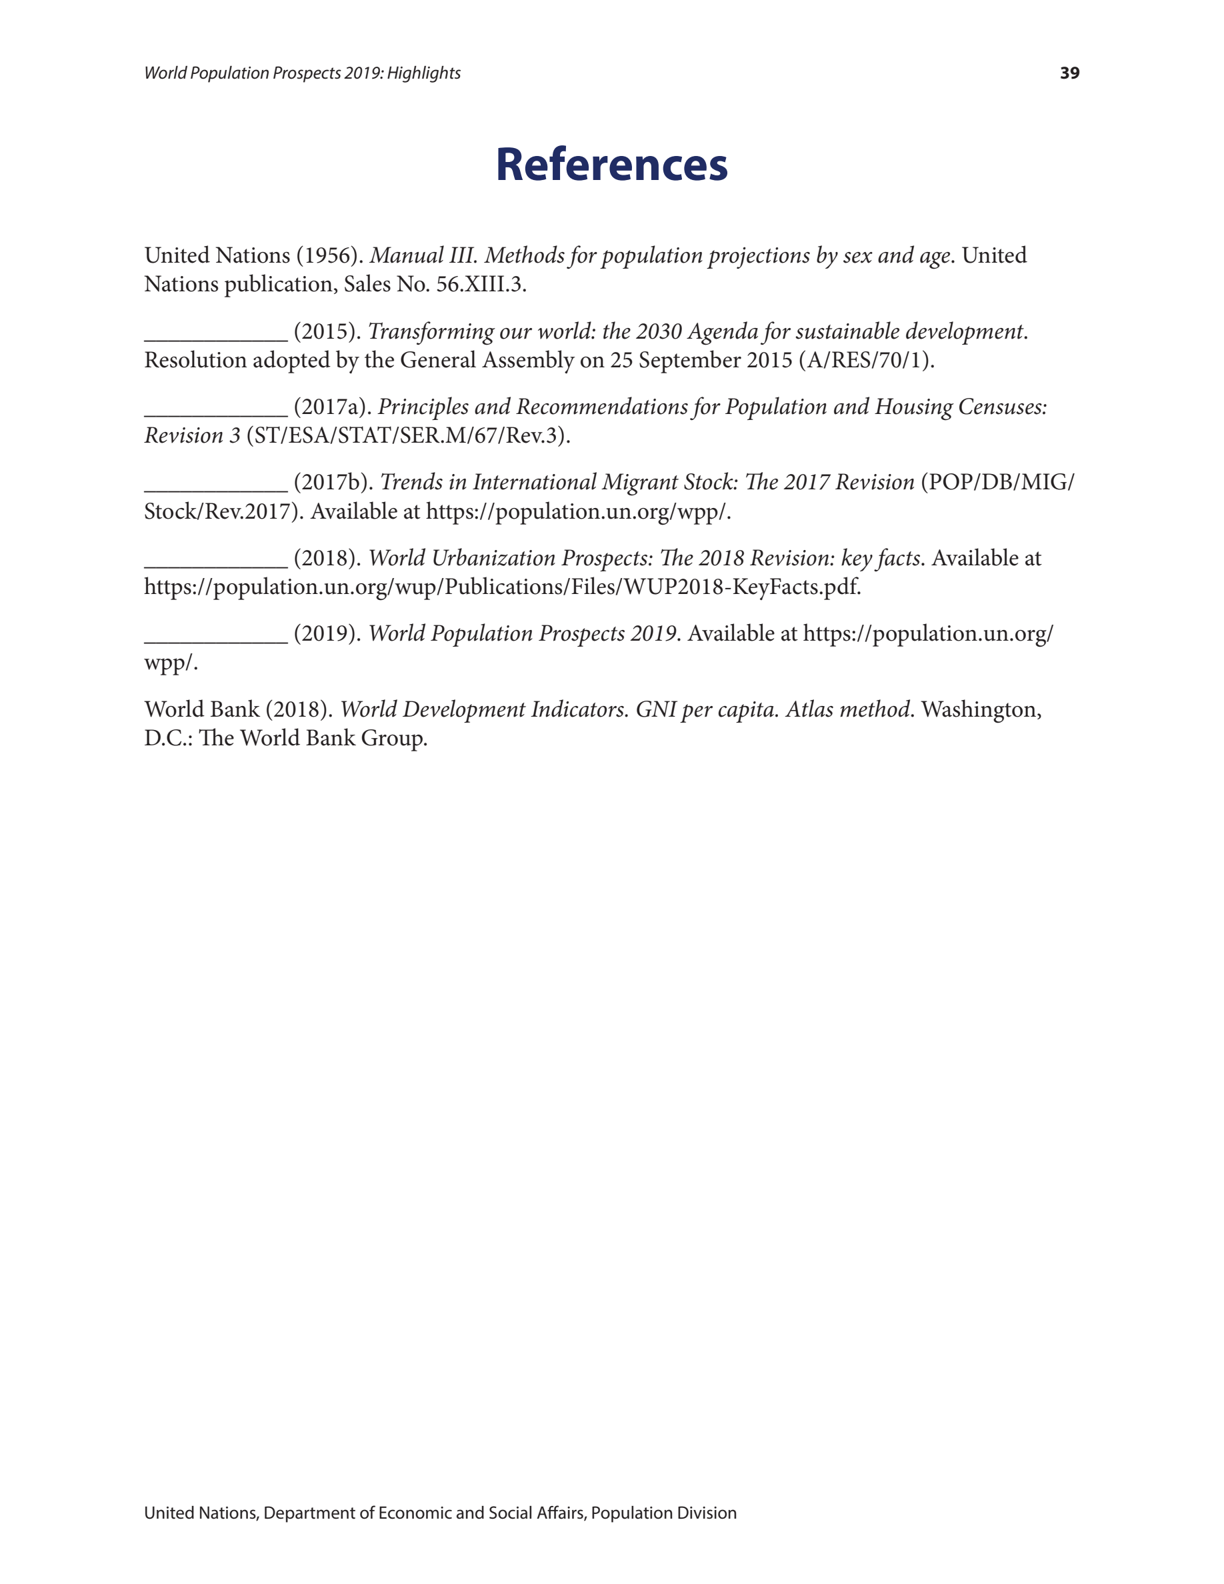 World Population Prospects 2019: Highlights 39
References
United Nations (1956). Manual III. Methods for population projections by sex and age. United
Nations publication, Sales No. 56.XIII.3.
____________ (2015). Transforming our world: the 2030 Agenda for sustainable development.
Resolution adopted by the General Assembly on 25 September 2015 (A/RES/70/1).
____________ (2017a). Principles and Recommendations for Population and Housing Censuses:
Revision 3 (ST/ESA/STAT/SER.M/67/Rev.3).
____________ (2017b). Trends in International Migrant Stock: The 2017 Revision (POP/DB/MIG/
Stock/Rev.2017). Available at https://population.un.org/wpp/.
____________ (2018). World Urbanization Prospects: The 2018 Revision: key facts. Available at
https://population.un.org/wup/Publications/Files/WUP2018-KeyFacts.pdf.
____________ (2019). World Population Prospects 2019. Available at https://population.un.org/
wpp/.
World Bank (2018). World Development Indicators. GNI per capita. Atlas method. Washington,
D.C.: The World Bank Group.
United Nations, Department of Economic and Social Affairs, Population Division